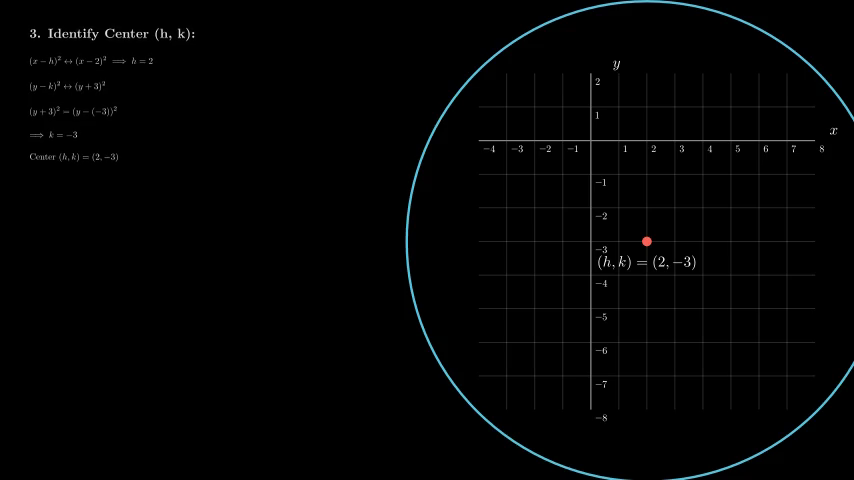 3. Identify Center (h, k):
(x − h)² ↔ (x − 2)² ⟹ h = 2
(y − k)² ↔ (y + 3)²
(y + 3)² = (y − (−3))²
⟹ k = −3
Center (h, k) = (2, −3)
y
2
1
x
−4 −3 −2 −1 1 2 3 4 5 6 7 8
−1
−2
−3
(h, k) = (2, −3)
−4
−5
−6
−7
−8